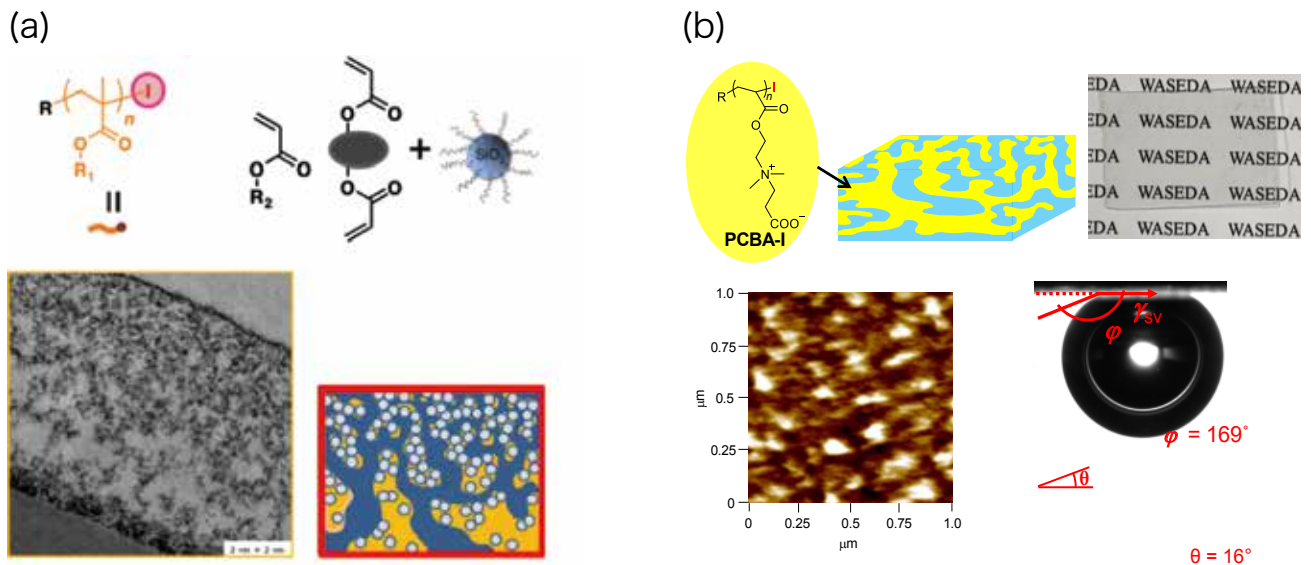 (a)
R
n
I
O
O
R₁
=
O
O
R₂
O
O
O
O
+
SiO₂
(b)
R
n
I
O
O
N
+
COO⁻
PCBA-I
EDA WASEDA WASEDA
EDA WASEDA WASEDA
EDA WASEDA WASEDA
EDA WASEDA WASEDA
EDA WASEDA WASEDA
1.0
0.75
0.5
0.25
0
μm
0 0.25 0.5 0.75 1.0
μm
φ γSV
φ = 169°
θ
θ = 16°